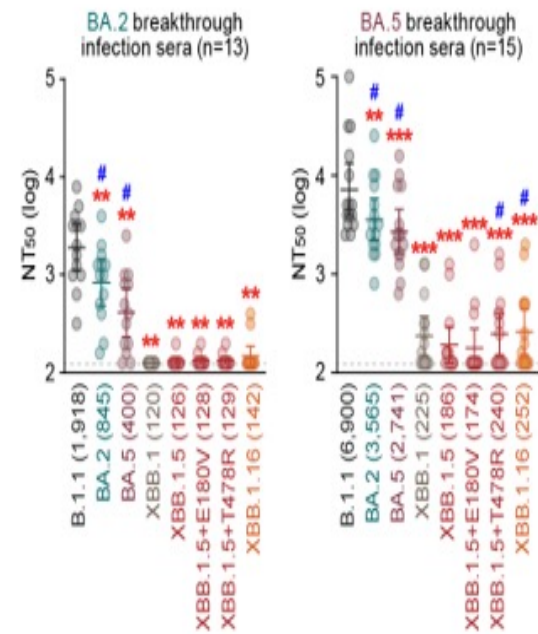 BA.2 breakthrough
infection sera (n=13)
5
4
3
2
NT50 (log)
#
**
#
**
**
**
**
**
**
B.1.1 (1,918)
BA.2 (845)
BA.5 (400)
XBB.1 (120)
XBB.1.5 (126)
XBB.1.5+E180V (128)
XBB.1.5+T478R (129)
XBB.1.16 (142)
BA.5 breakthrough
infection sera (n=15)
5
4
3
2
NT50 (log)
#
**
#
***
***
***
***
#
***
#
***
B.1.1 (6,900)
BA.2 (3,565)
BA.5 (2,741)
XBB.1 (225)
XBB.1.5 (186)
XBB.1.5+E180V (174)
XBB.1.5+T478R (240)
XBB.1.16 (252)